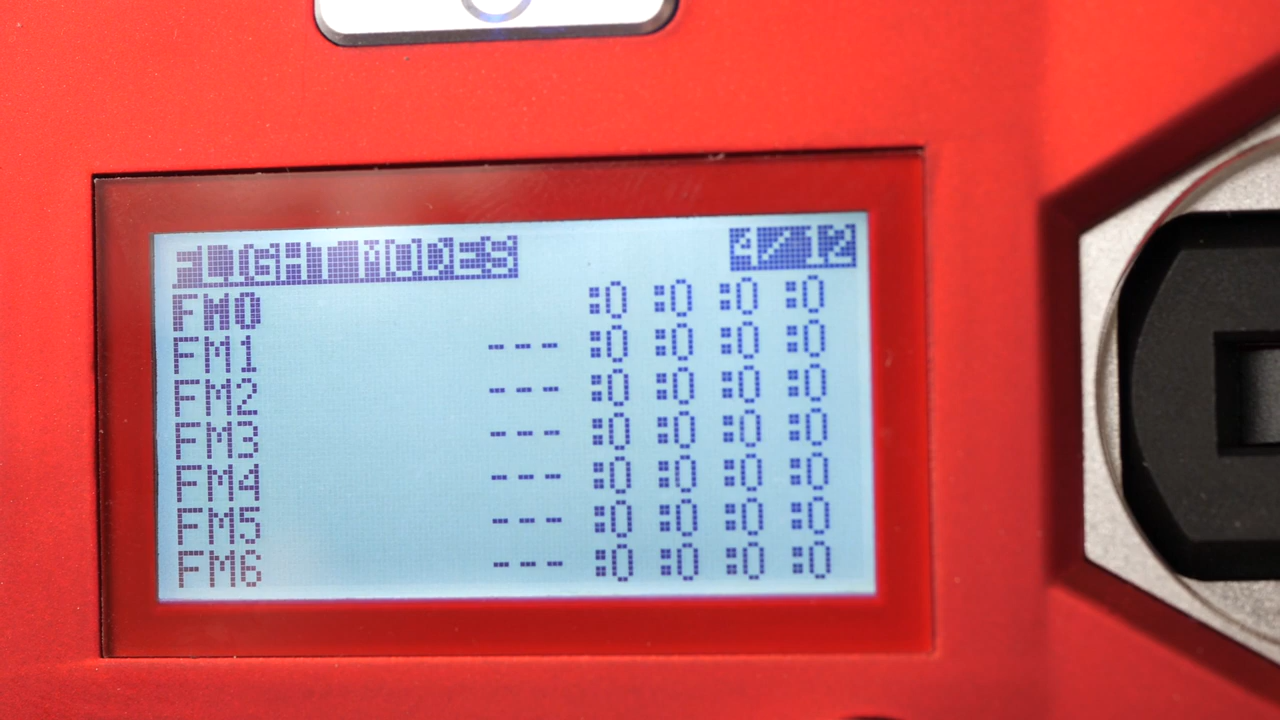 FLIGHT MODES 4/12
FM0 :0 :0 :0 :0
FM1 --- :0 :0 :0 :0
FM2 --- :0 :0 :0 :0
FM3 --- :0 :0 :0 :0
FM4 --- :0 :0 :0 :0
FM5 --- :0 :0 :0 :0
FM6 --- :0 :0 :0 :0